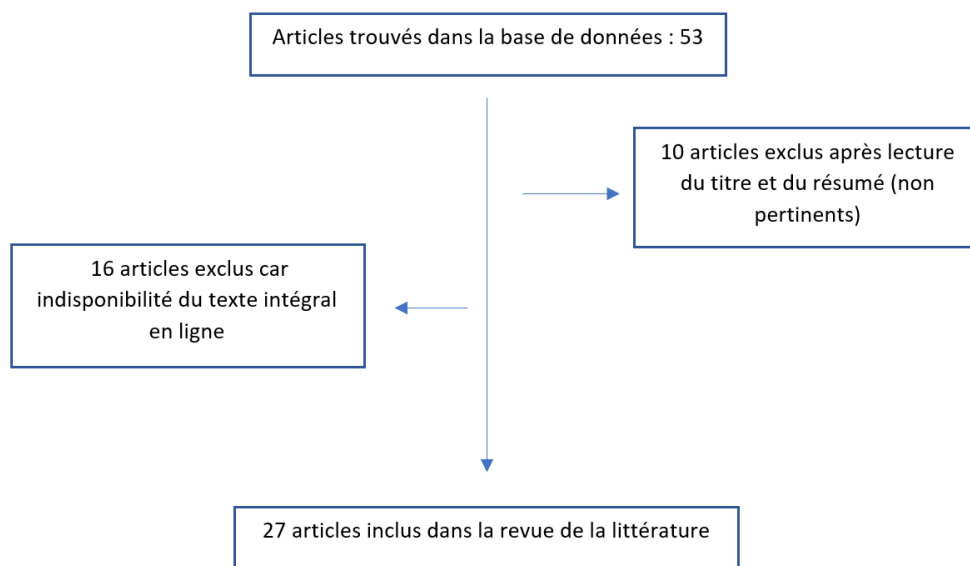 Articles trouvés dans la base de données : 53
10 articles exclus après lecture
du titre et du résumé (non
pertinents)
16 articles exclus car
indisponibilité du texte intégral
en ligne
27 articles inclus dans la revue de la littérature